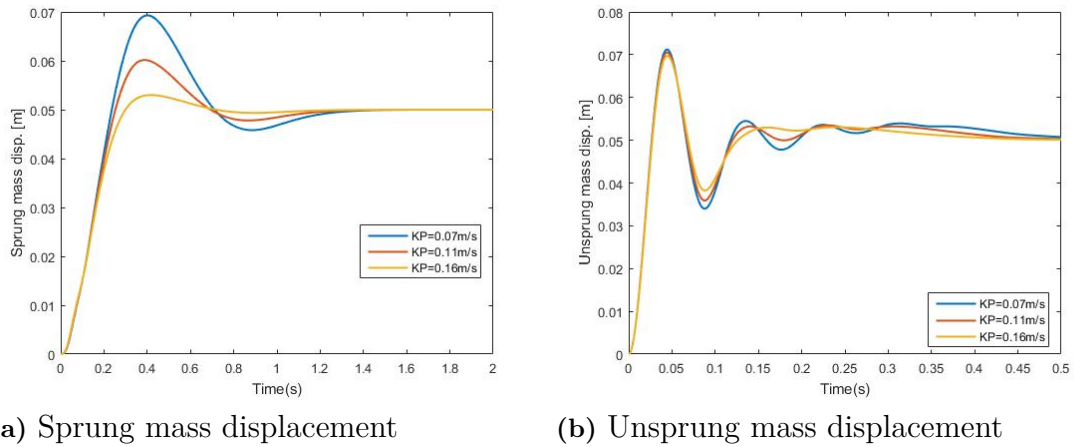 0.07
0.06
0.05
0.04
0.03
0.02
0.01
0
Sprung mass disp. [m]
KP=0.07m/s
KP=0.11m/s
KP=0.16m/s
0 0.2 0.4 0.6 0.8 1 1.2 1.4 1.6 1.8 2
Time(s)
a) Sprung mass displacement
0.08
0.07
0.06
0.05
0.04
0.03
0.02
0.01
0
Unsprung mass disp. [m]
KP=0.07m/s
KP=0.11m/s
KP=0.16m/s
0 0.05 0.1 0.15 0.2 0.25 0.3 0.35 0.4 0.45 0.5
Time(s)
(b) Unsprung mass displacement